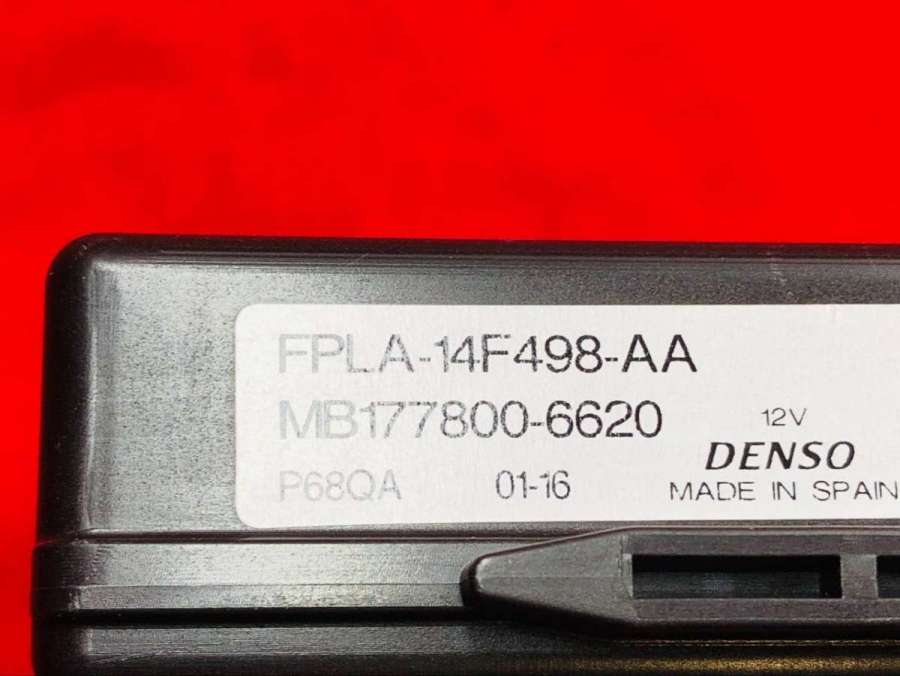 FPLA-14F498-AA
MB177800-6620
12V
DENSO
P68QA 01-16 MADE IN SPAIN